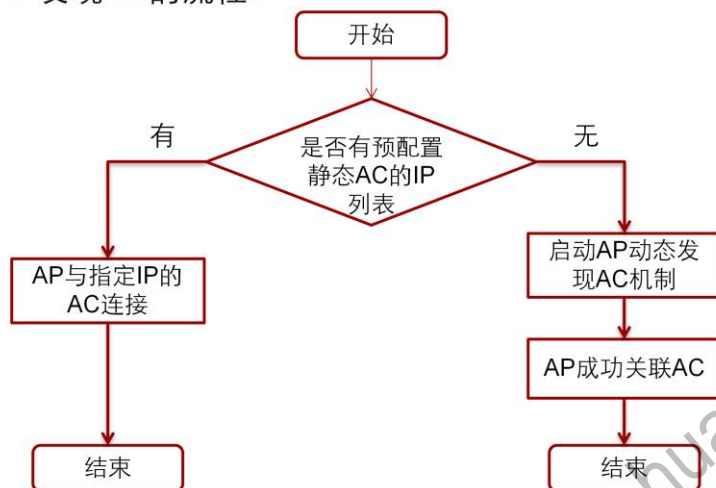 开始
有
无
是否有预配置
静态AC的IP
列表
AP与指定IP的
AC连接
启动AP动态发
现AC机制
AP成功关联AC
结束
结束